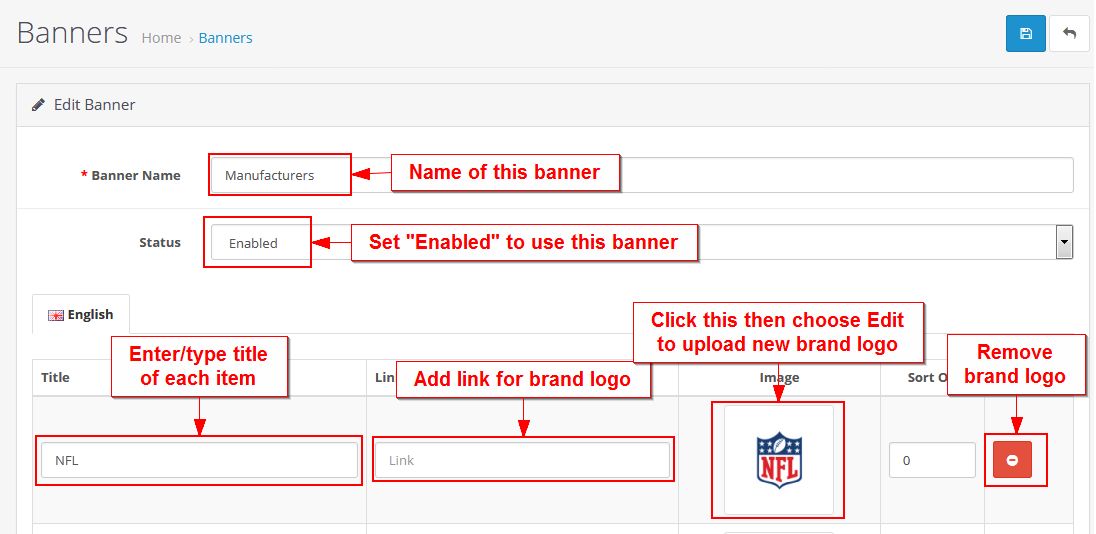 Banners Home › Banners
Edit Banner
* Banner Name Manufacturers
Name of this banner
Status Enabled
Set "Enabled" to use this banner
English
Click this then choose Edit
to upload new brand logo
Enter/type title
of each item
Add link for brand logo
Remove
brand logo
Title Lin Image Sort O
NFL Link NFL 0